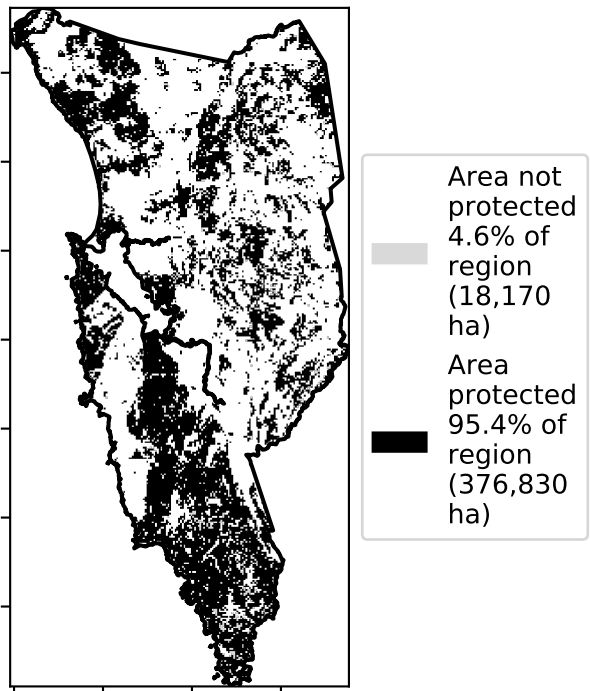 Area not
protected
4.6% of
region
(18,170
ha)
Area
protected
95.4% of
region
(376,830
ha)